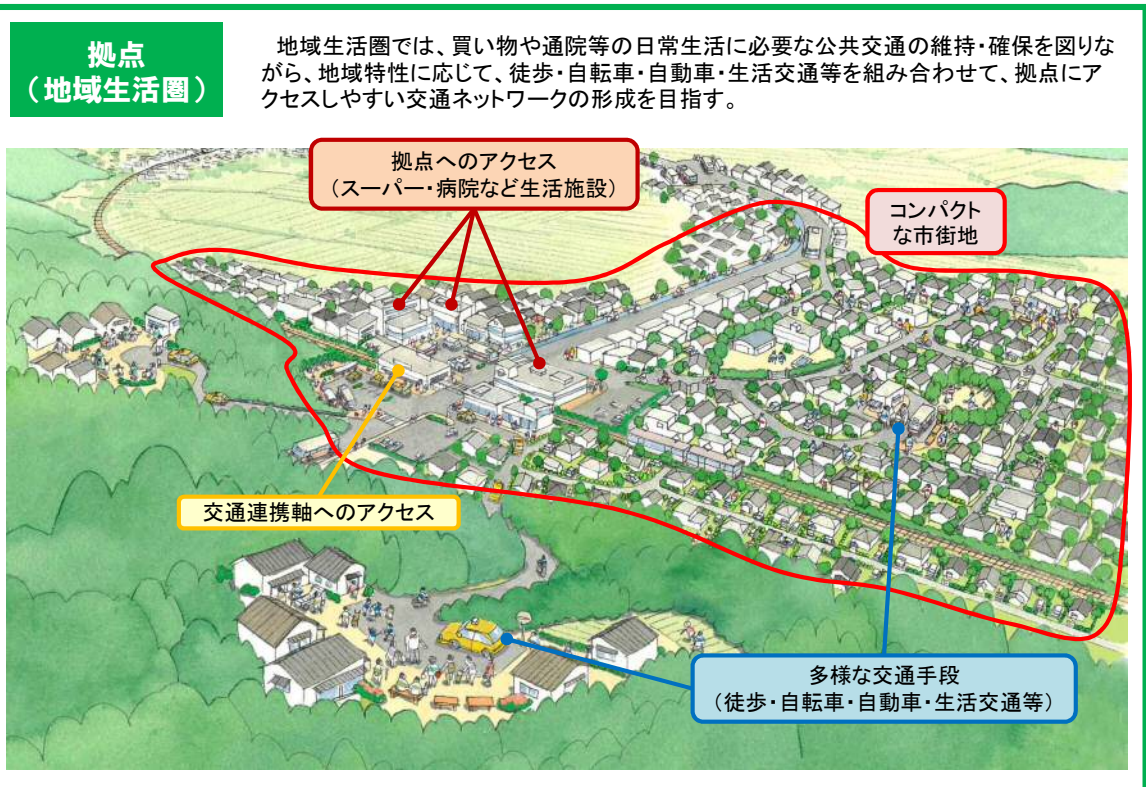 拠点
（地域生活圏）
地域生活圏では、買い物や通院等の日常生活に必要な公共交通の維持・確保を図りな
がら、地域特性に応じて、徒歩・自転車・自動車・生活交通等を組み合わせて、拠点にア
クセスしやすい交通ネットワークの形成を目指す。
拠点へのアクセス
（スーパー・病院など生活施設）
コンパクト
な市街地
交通連携軸へのアクセス
多様な交通手段
（徒歩・自転車・自動車・生活交通等）